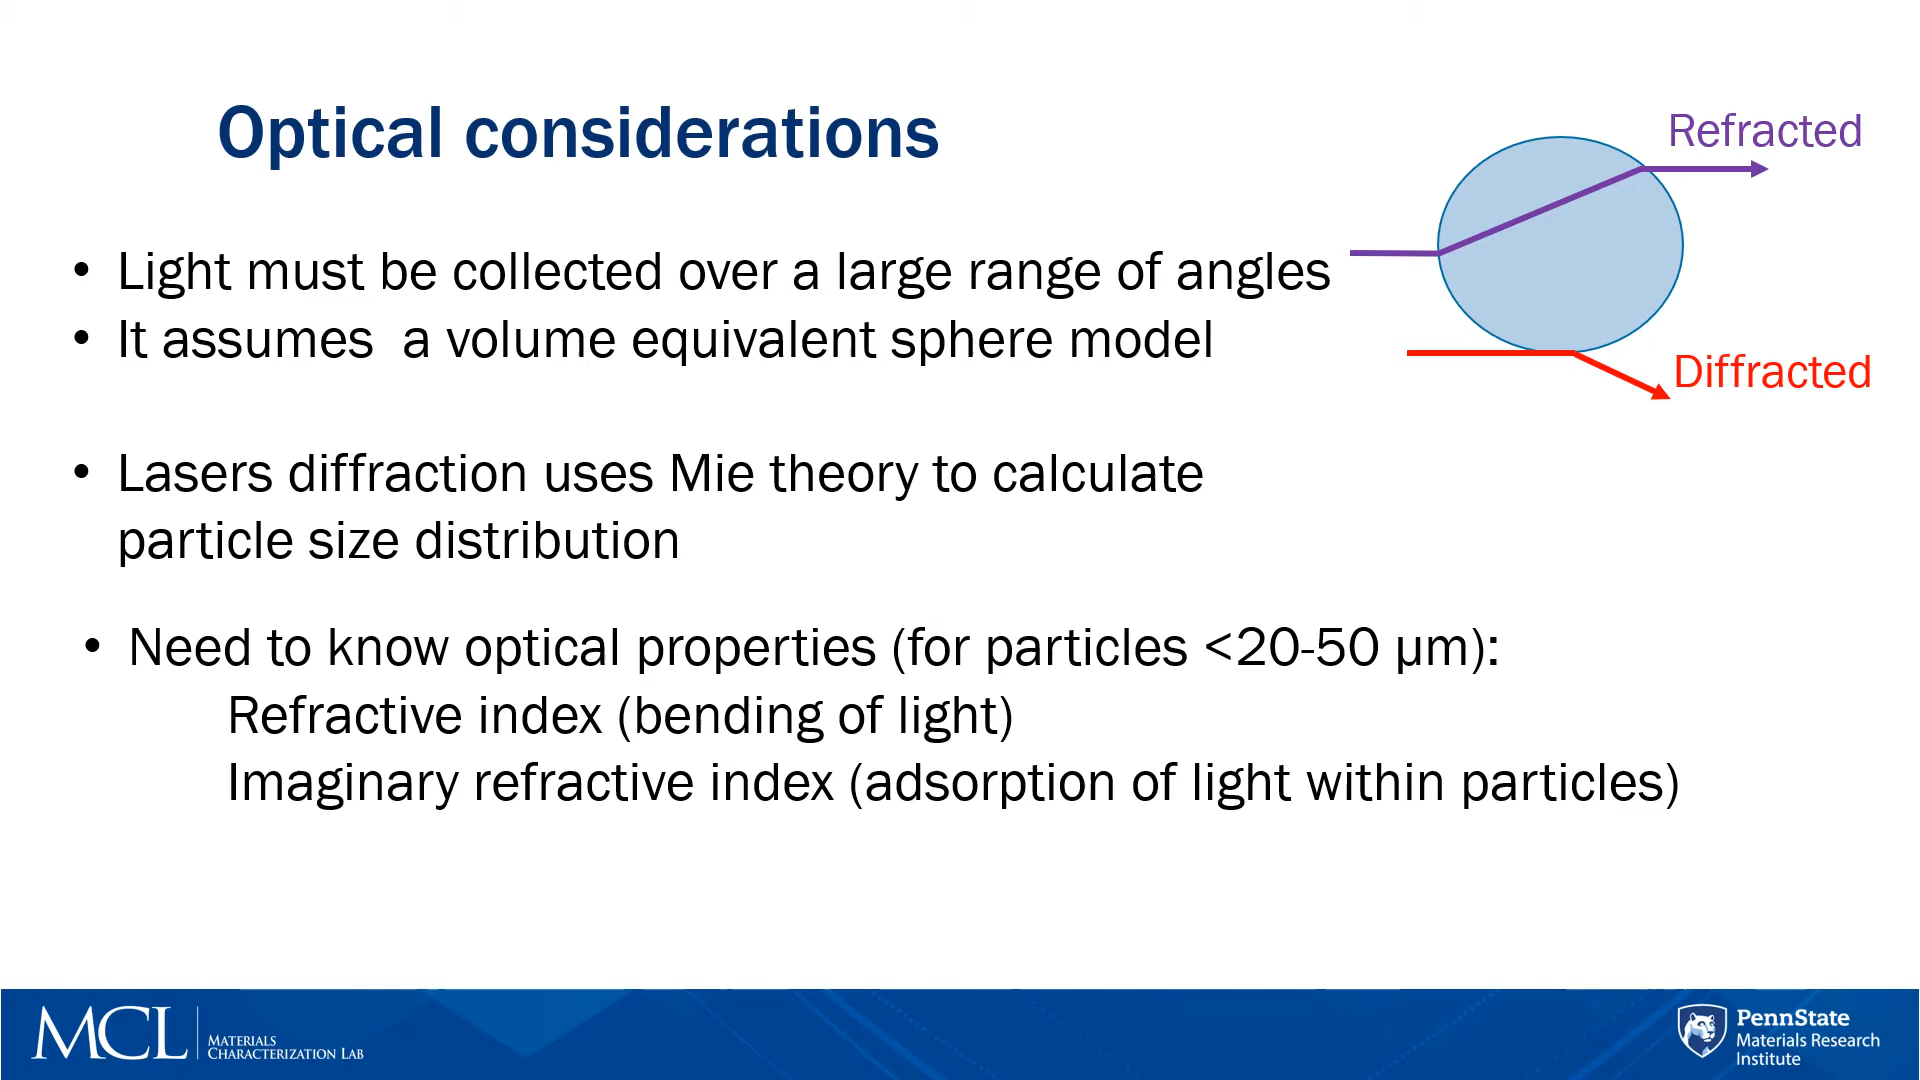 Optical considerations
Refracted
• Light must be collected over a large range of angles
• It assumes  a volume equivalent sphere model
Diffracted
• Lasers diffraction uses Mie theory to calculate
particle size distribution
• Need to know optical properties (for particles <20-50 µm):
Refractive index (bending of light)
Imaginary refractive index (adsorption of light within particles)
MCL
MATERIALS
CHARACTERIZATION LAB
PennState
Materials Research
Institute